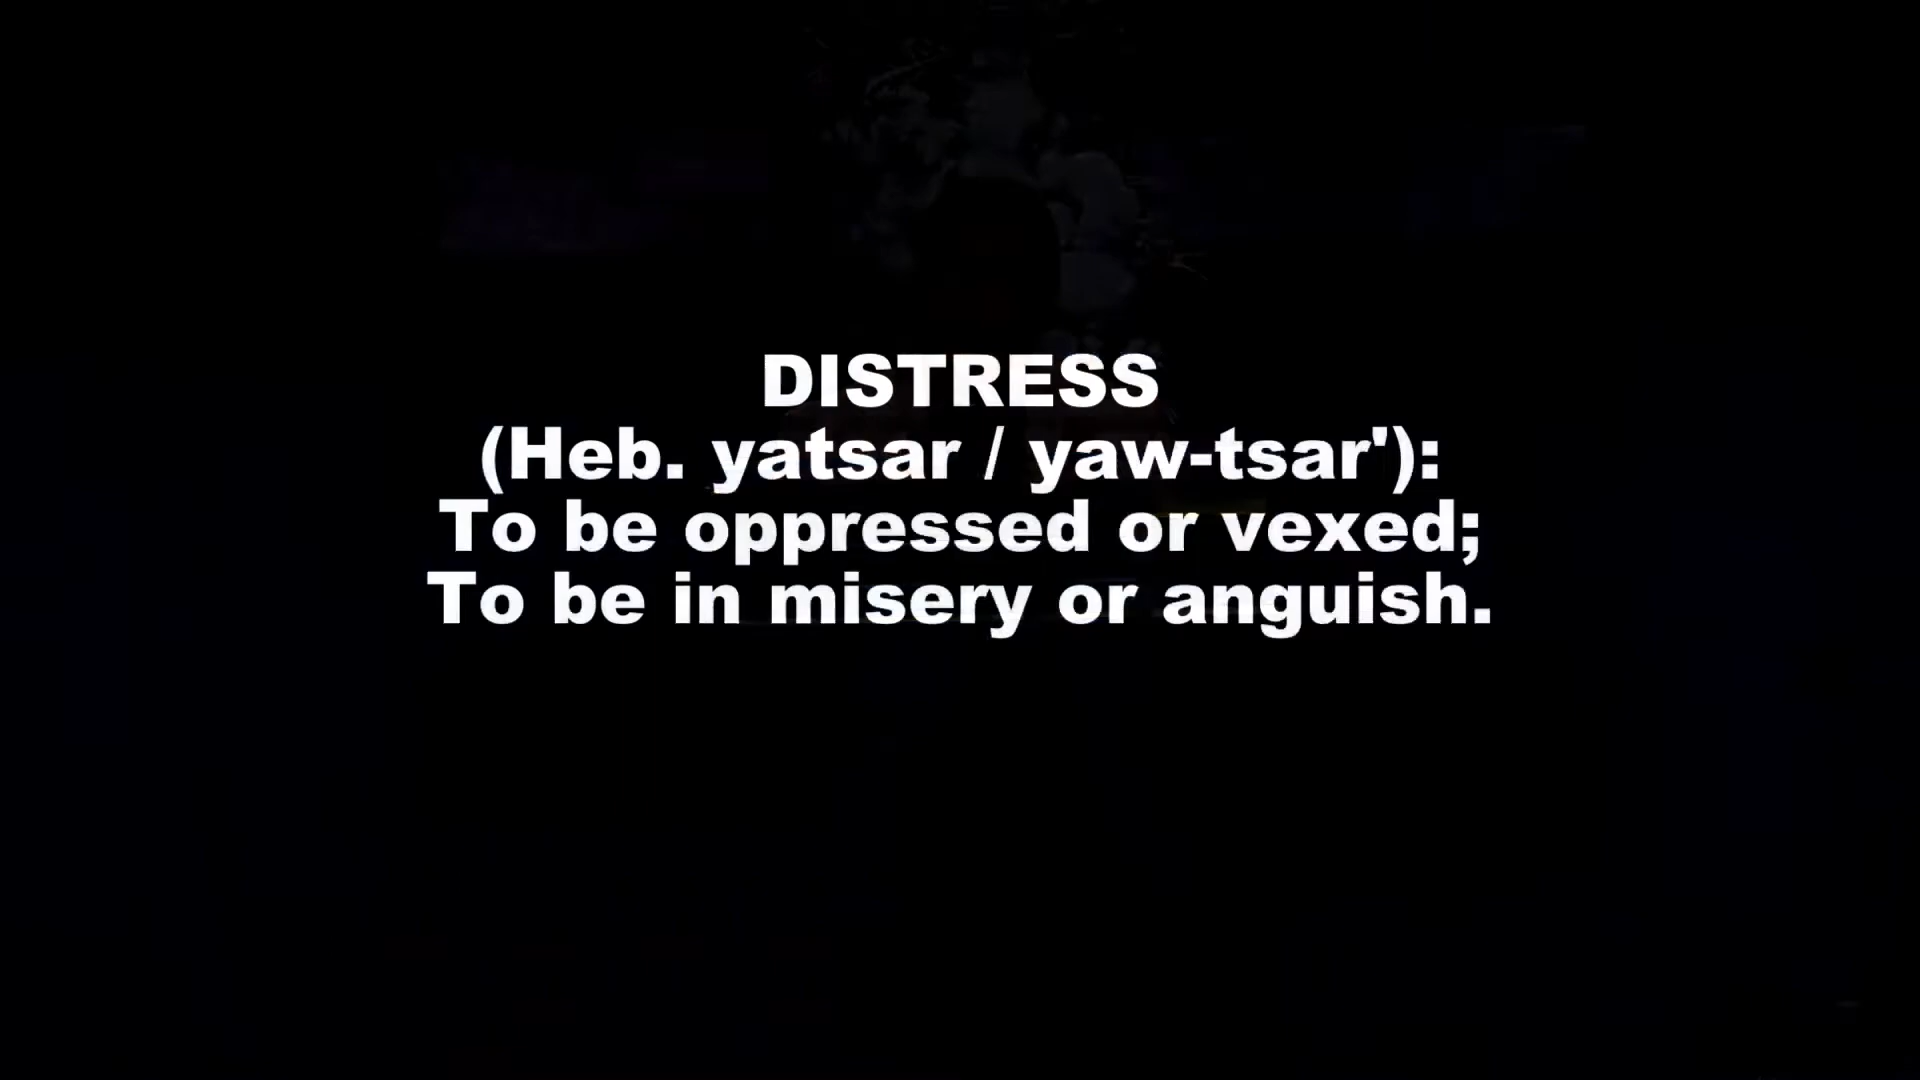 DISTRESS
(Heb. yatsar / yaw-tsar'):
To be oppressed or vexed;
To be in misery or anguish.